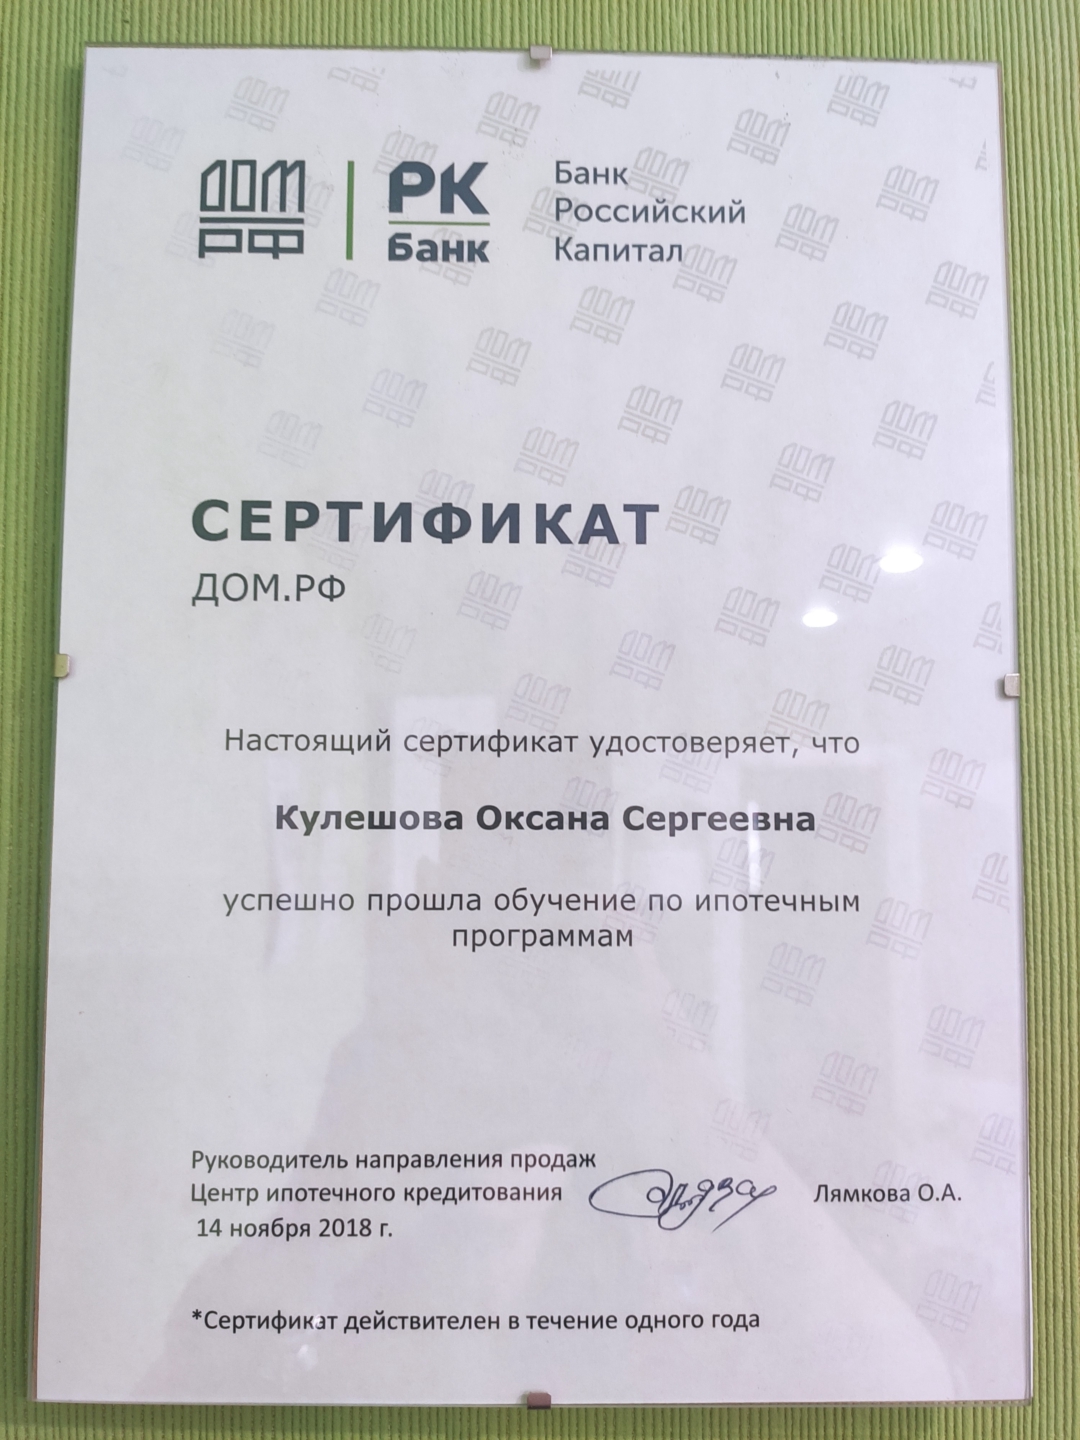 ДОМ
РФ
РК
Банк
Банк
Российский
Капитал
СЕРТИФИКАТ
ДОМ.РФ
Настоящий сертификат удостоверяет, что
Кулешова Оксана Сергеевна
успешно прошла обучение по ипотечным
программам
Руководитель направления продаж
Центр ипотечного кредитования Лямкова О.А.
14 ноября 2018 г.
*Сертификат действителен в течение одного года